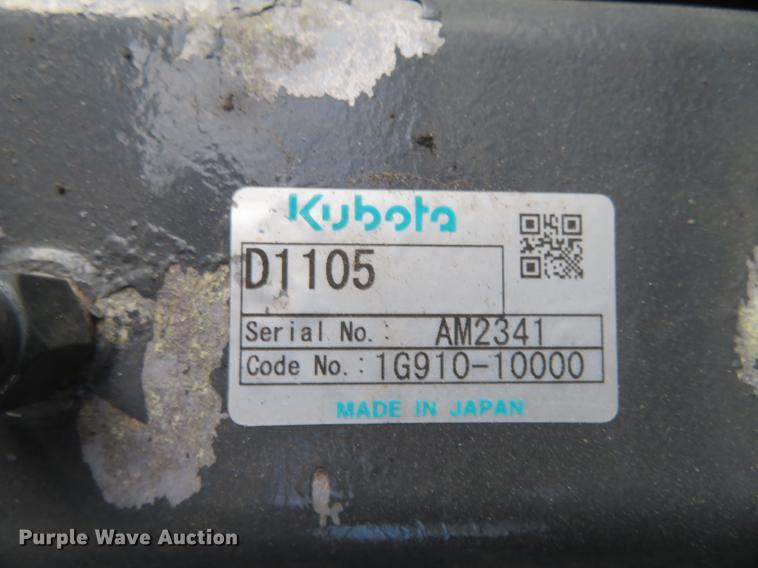 Kubota
D1105
Serial No.: AM2341
Code No.: 1G910-10000
MADE IN JAPAN
Purple Wave Auction